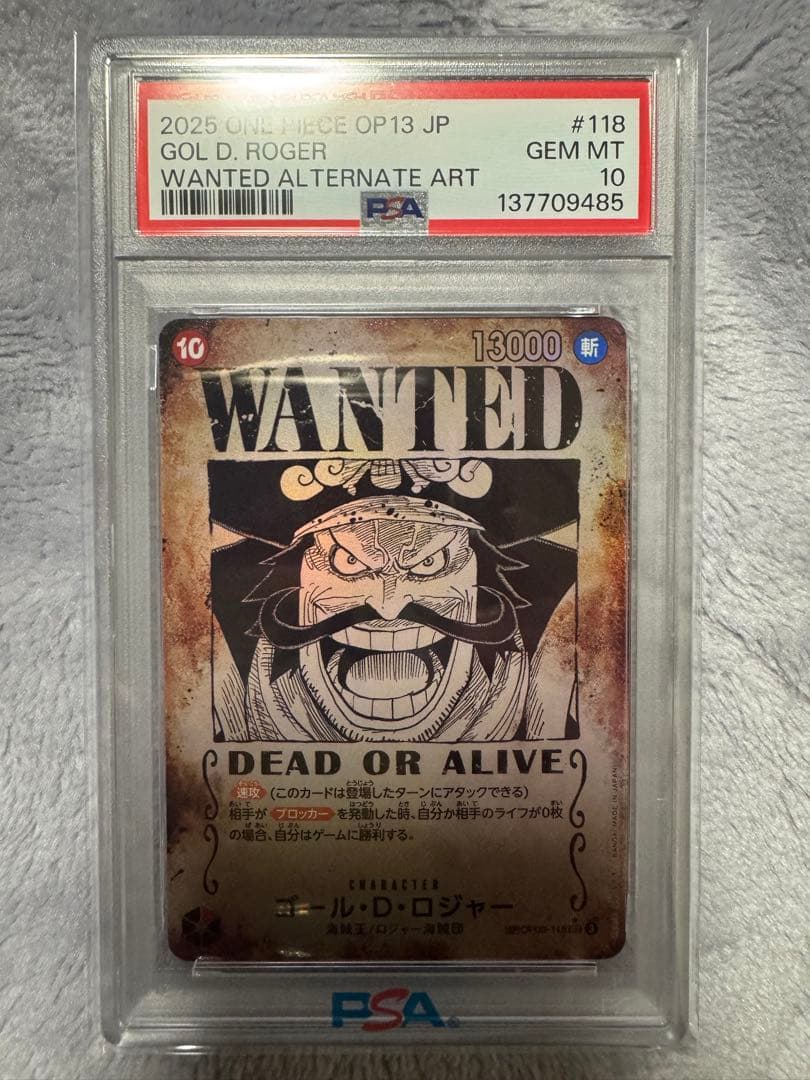 2025 ONE PIECE OP13 JP #118
GOL D. ROGER GEM MT
WANTED ALTERNATE ART 10
PSA 137709485
10 13000 斬
WANTED
DEAD OR ALIVE
速攻 (このカードは登場したターンにアタックできる)
相手が ブロッカー を発動した時、自分か相手のライフが0枚
の場合、自分はゲームに勝利する。
CHARACTER
ゴール・D・ロジャー
海賊王/ロジャー海賊団
PSA